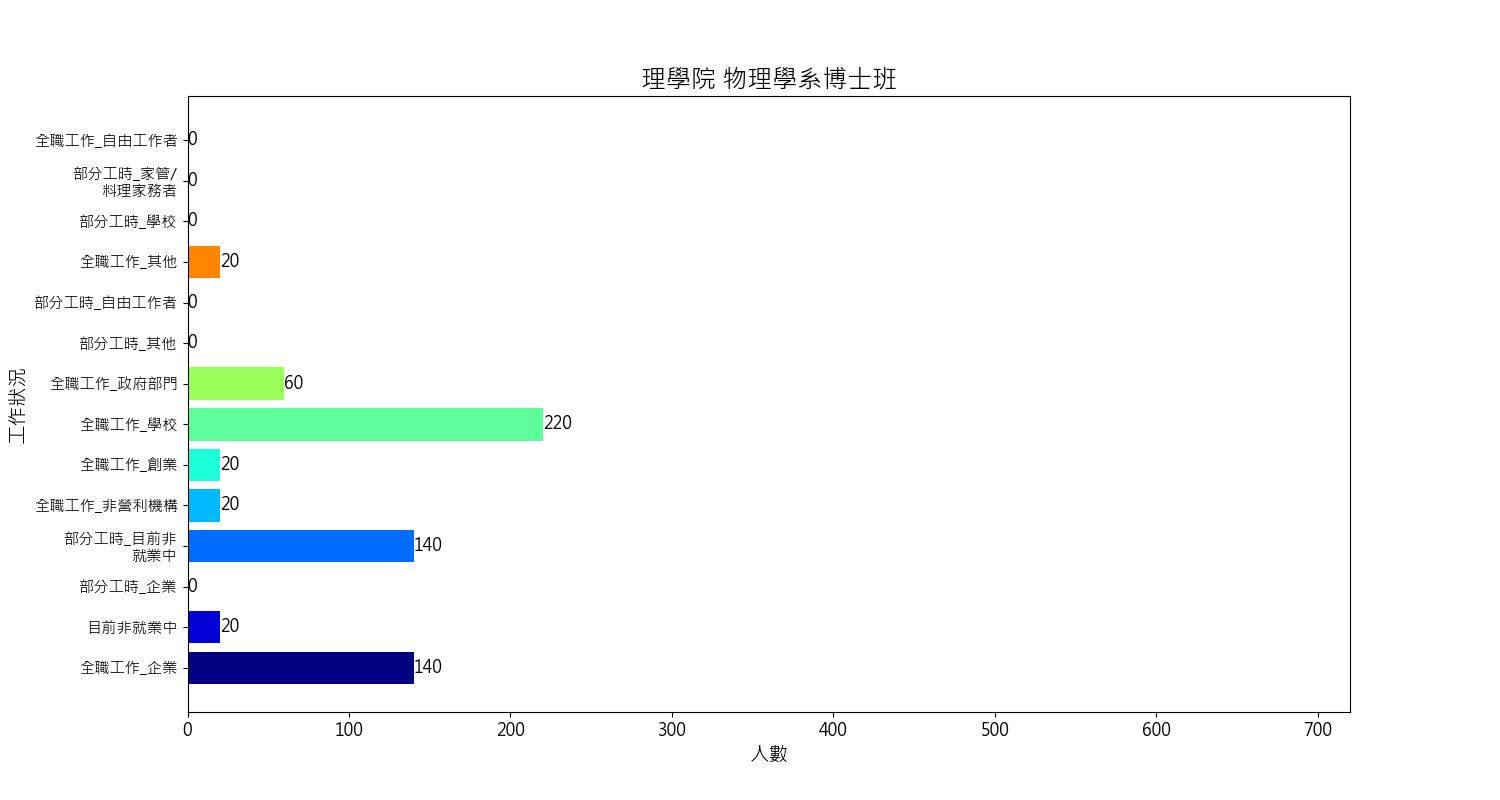 理學院 物理學系博士班
全職工作_自由工作者
0
部分工時_家管/
料理家務者
0
部分工時_學校
0
全職工作_其他
20
部分工時_自由工作者
0
部分工時_其他
0
全職工作_政府部門
60
全職工作_學校
220
全職工作_創業
20
全職工作_非營利機構
20
部分工時_目前非
就業中
140
部分工時_企業
0
目前非就業中
20
全職工作_企業
140
工作狀況
0 100 200 300 400 500 600 700
人數